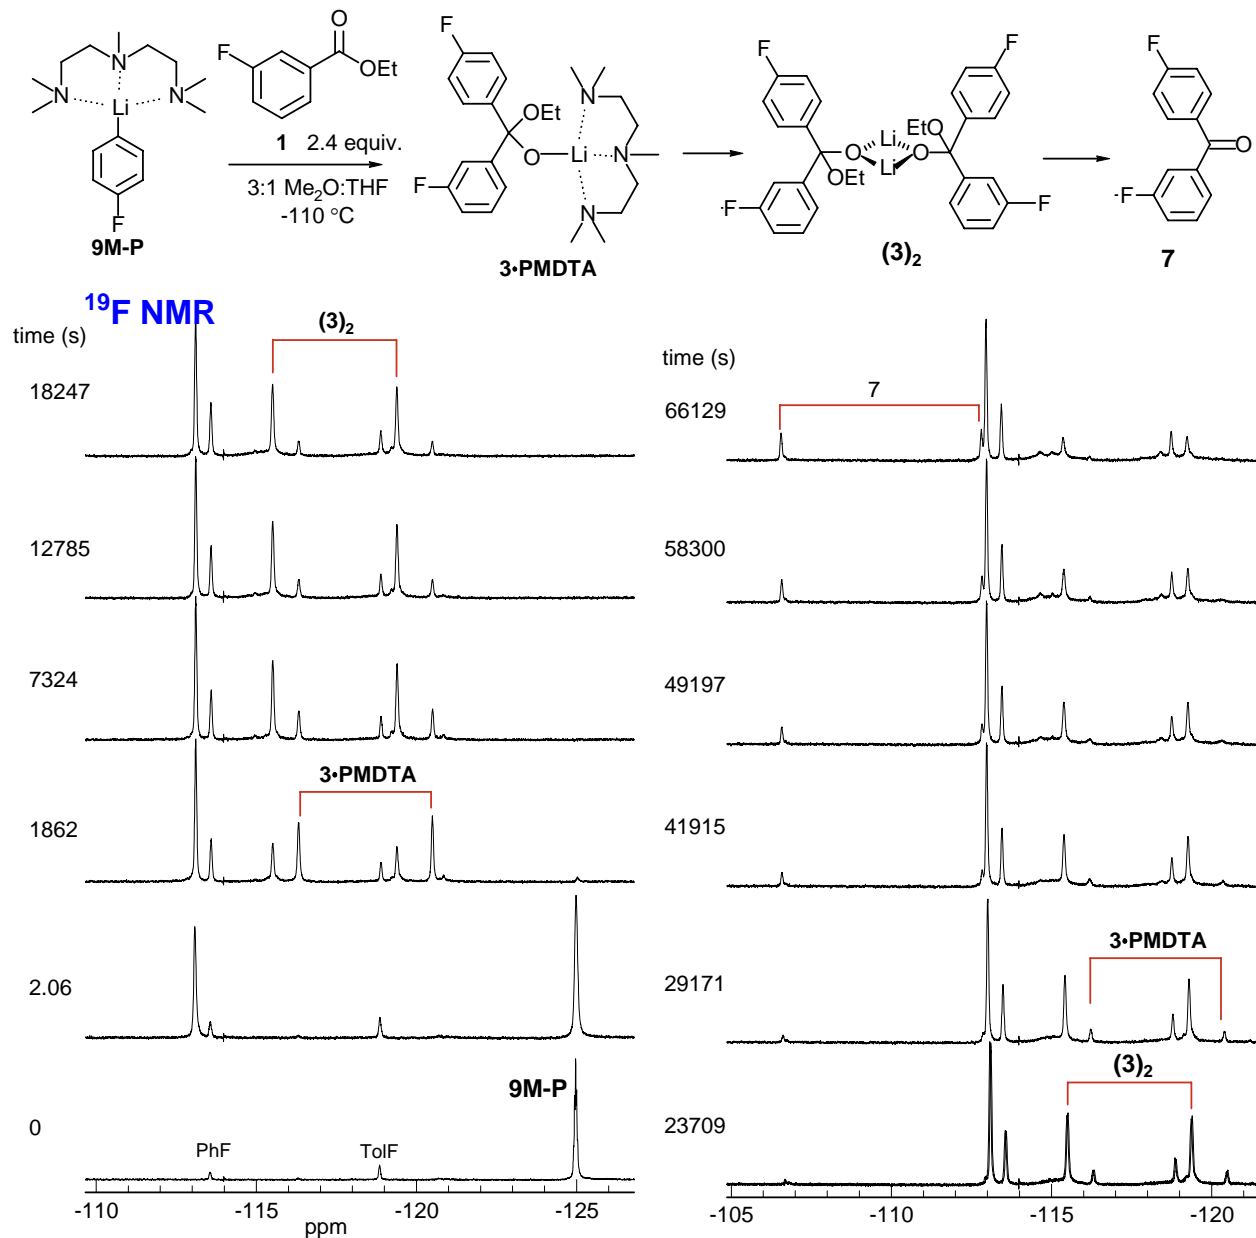 N
N
N
Li
F
9M-P
F
O
OEt
1 2.4 equiv.
3:1 Me2O:THF
-110 °C
F
OEt
O
Li
F
N
N
N
3•PMDTA
F
O
OEt
F
Li
Li
EtO
O
F
F
(3)2
F
O
F
7
19F NMR
time (s)
(3)2
18247
12785
7324
3•PMDTA
1862
2.06
9M-P
0
PhF
TolF
-110
-115
-120
-125
ppm
time (s)
7
66129
58300
49197
41915
3•PMDTA
29171
(3)2
23709
-105
-110
-115
-120